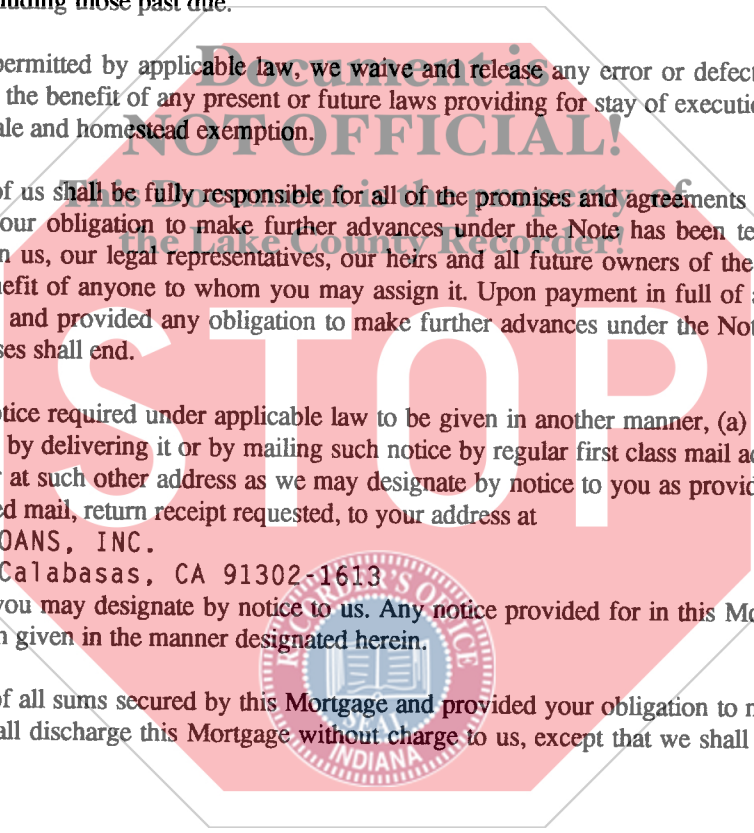 those past due.
permitted by applicable law, we waive and release any error or defect
the benefit of any present or future laws providing for stay of executi
ale and homestead exemption.
of us shall be fully responsible for all of the promises and agreements
our obligation to make further advances under the Note has been te
n us, our legal representatives, our heirs and all future owners of the
efit of anyone to whom you may assign it. Upon payment in full of
and provided any obligation to make further advances under the Not
ses shall end.
tice required under applicable law to be given in another manner, (a)
by delivering it or by mailing such notice by regular first class mail a
at such other address as we may designate by notice to you as provid
ed mail, return receipt requested, to your address at
OANS, INC.
Calabasas, CA 91302-1613
you may designate by notice to us. Any notice provided for in this Mo
n given in the manner designated herein.
of all sums secured by this Mortgage and provided your obligation to
all discharge this Mortgage without charge to us, except that we shall
Document is
NOT OFFICIAL!
This Document is the property of
the Lake County Recorder!
STOP
RECORDER'S OFFICE
SEAL
INDIANA